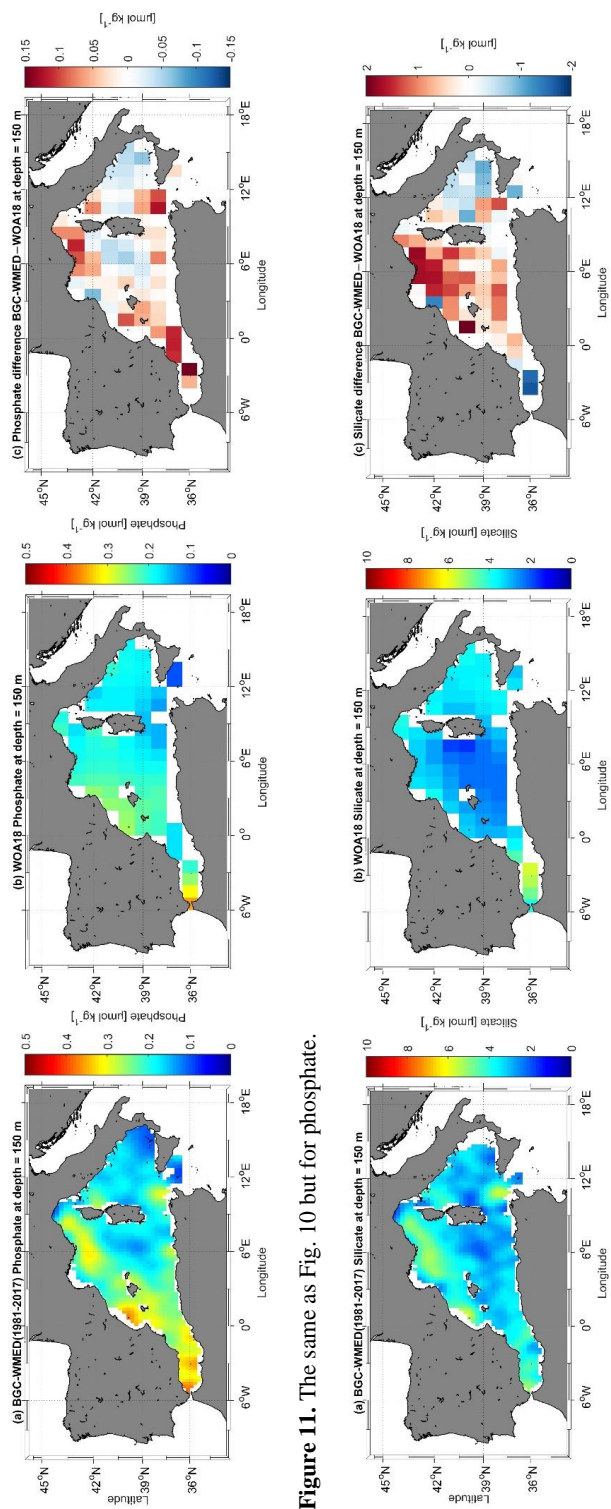 (a) BGC-WMED(1981-2017) Phosphate at depth = 150 m
Latitude
45°N
42°N
39°N
36°N
6°W 0° 6°E 12°E 18°E
Longitude
0.5
0.4
0.3
0.2
0.1
0
Phosphate [μmol kg⁻¹]
(b) WOA18 Phosphate at depth = 150 m
45°N
42°N
39°N
36°N
6°W 0° 6°E 12°E 18°E
Longitude
0.5
0.4
0.3
0.2
0.1
0
Phosphate [μmol kg⁻¹]
(c) Phosphate difference BGC-WMED−WOA18 at depth = 150 m
45°N
42°N
39°N
36°N
6°W 0° 6°E 12°E 18°E
Longitude
0.15
0.1
0.05
0
-0.05
-0.1
-0.15
[μmol kg⁻¹]
Figure 11. The same as Fig. 10 but for phosphate.
(a) BGC-WMED(1981-2017) Silicate at depth = 150 m
Latitude
45°N
42°N
39°N
36°N
6°W 0° 6°E 12°E 18°E
Longitude
10
8
6
4
2
0
Silicate [μmol kg⁻¹]
(b) WOA18 Silicate at depth = 150 m
45°N
42°N
39°N
36°N
6°W 0° 6°E 12°E 18°E
Longitude
10
8
6
4
2
0
Silicate [μmol kg⁻¹]
(c) Silicate difference BGC-WMED−WOA18 at depth = 150 m
45°N
42°N
39°N
36°N
6°W 0° 6°E 12°E 18°E
Longitude
2
1
0
-1
-2
[μmol kg⁻¹]